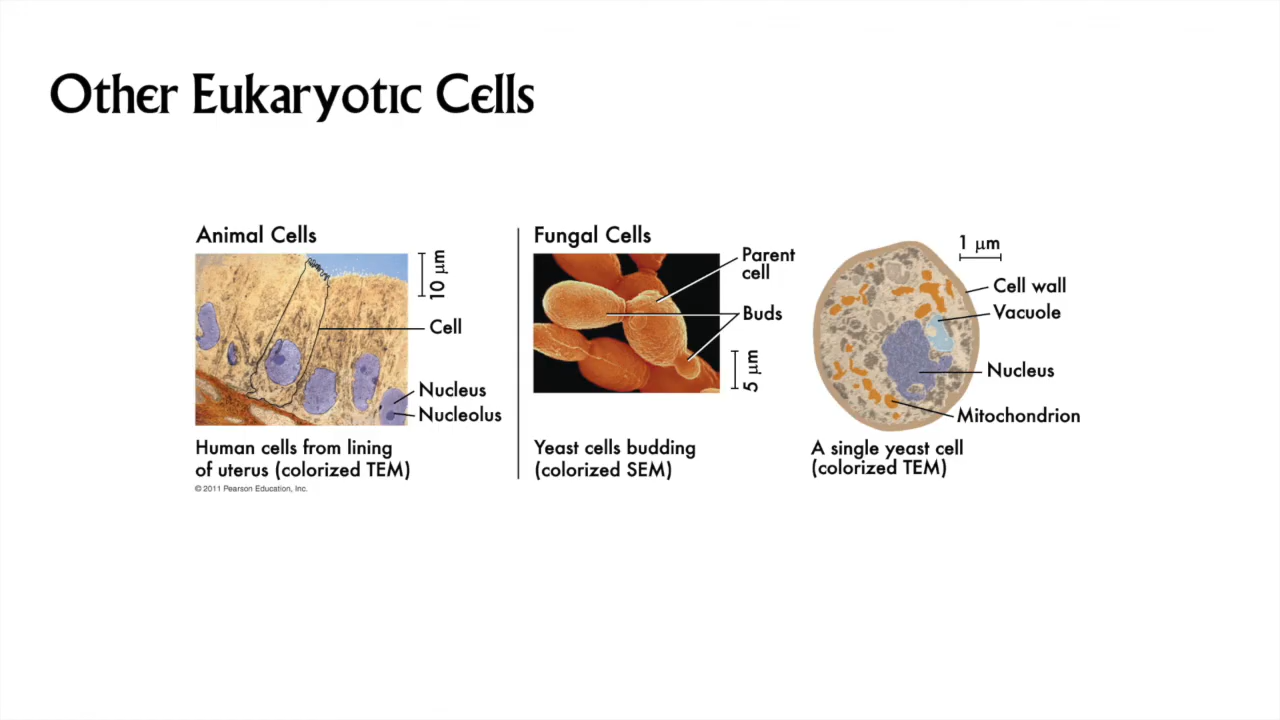 Other Eukaryotic Cells
Animal Cells
10 µm
Cell
Nucleus
Nucleolus
Human cells from lining
of uterus (colorized TEM)
© 2011 Pearson Education, Inc.
Fungal Cells
Parent
cell
Buds
5 µm
Yeast cells budding
(colorized SEM)
1 µm
Cell wall
Vacuole
Nucleus
Mitochondrion
A single yeast cell
(colorized TEM)